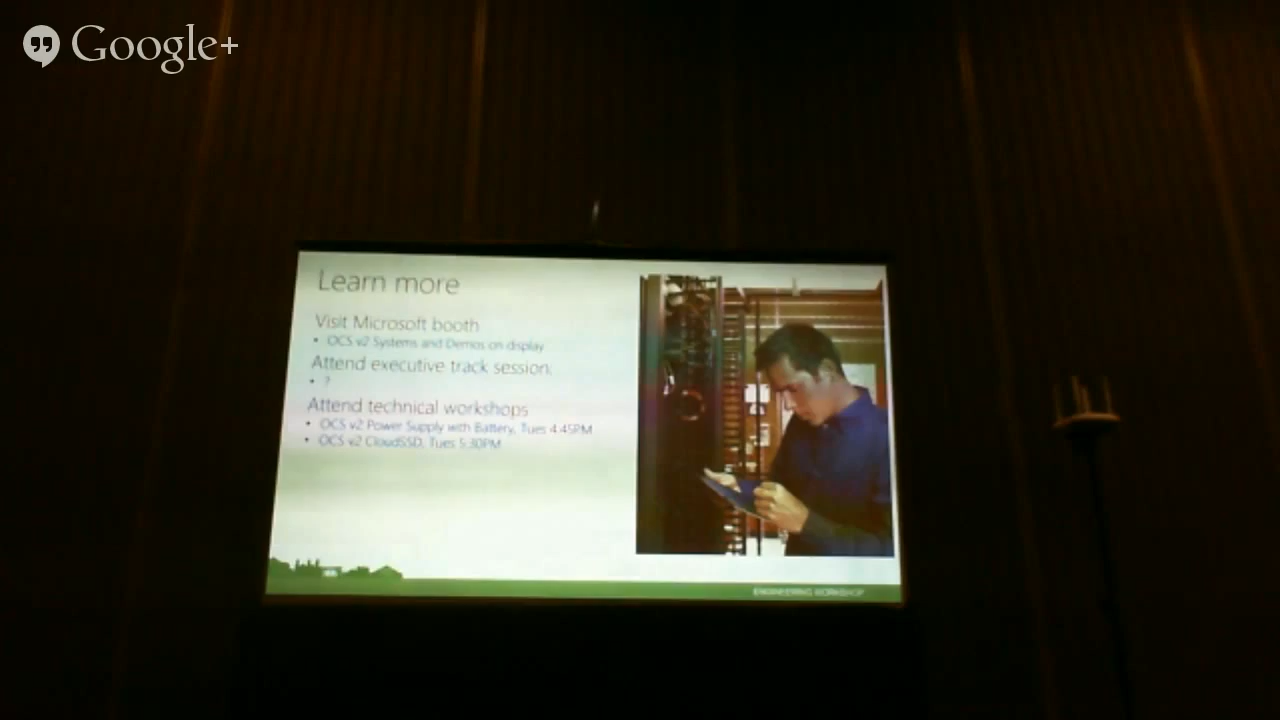 Google+
Learn more
Visit Microsoft booth
• OCS v2 Systems and Demos on display
Attend executive track session:
• ?
Attend technical workshops
• OCS v2 Power Supply with Battery, Tues 4:45PM
• OCS v2 CloudSSD, Tues 5:30PM
ENGINEERING WORKSHOP